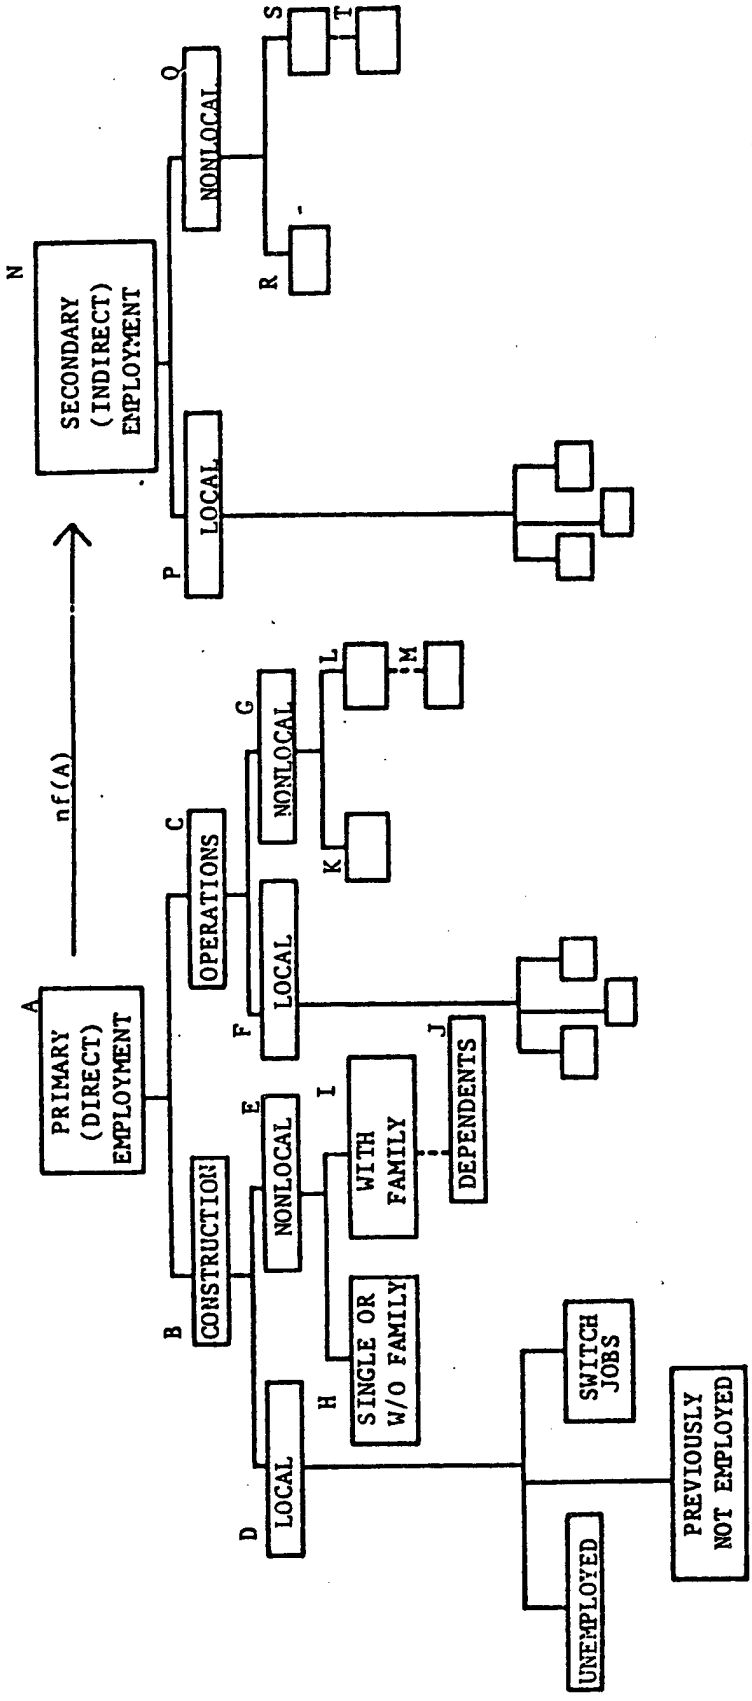 A
PRIMARY
(DIRECT)
EMPLOYMENT
nf(A)
N
SECONDARY
(INDIRECT)
EMPLOYMENT
B
CONSTRUCTION
C
OPERATIONS
P
LOCAL
Q
NONLOCAL
D
LOCAL
E
NONLOCAL
F
LOCAL
G
NONLOCAL
R
S
T
H
SINGLE OR
W/O FAMILY
I
WITH
FAMILY
J
DEPENDENTS
K
L
M
UNEMPLOYED
SWITCH
JOBS
PREVIOUSLY
NOT EMPLOYED